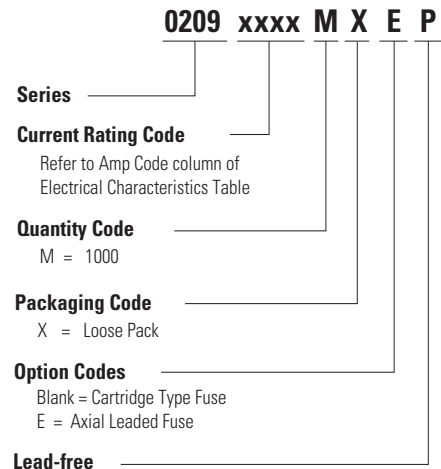 0209 xxxx M X E P
Series
Current Rating Code
Refer to Amp Code column of
Electrical Characteristics Table
Quantity Code
M = 1000
Packaging Code
X = Loose Pack
Option Codes
Blank = Cartridge Type Fuse
E = Axial Leaded Fuse
Lead-free